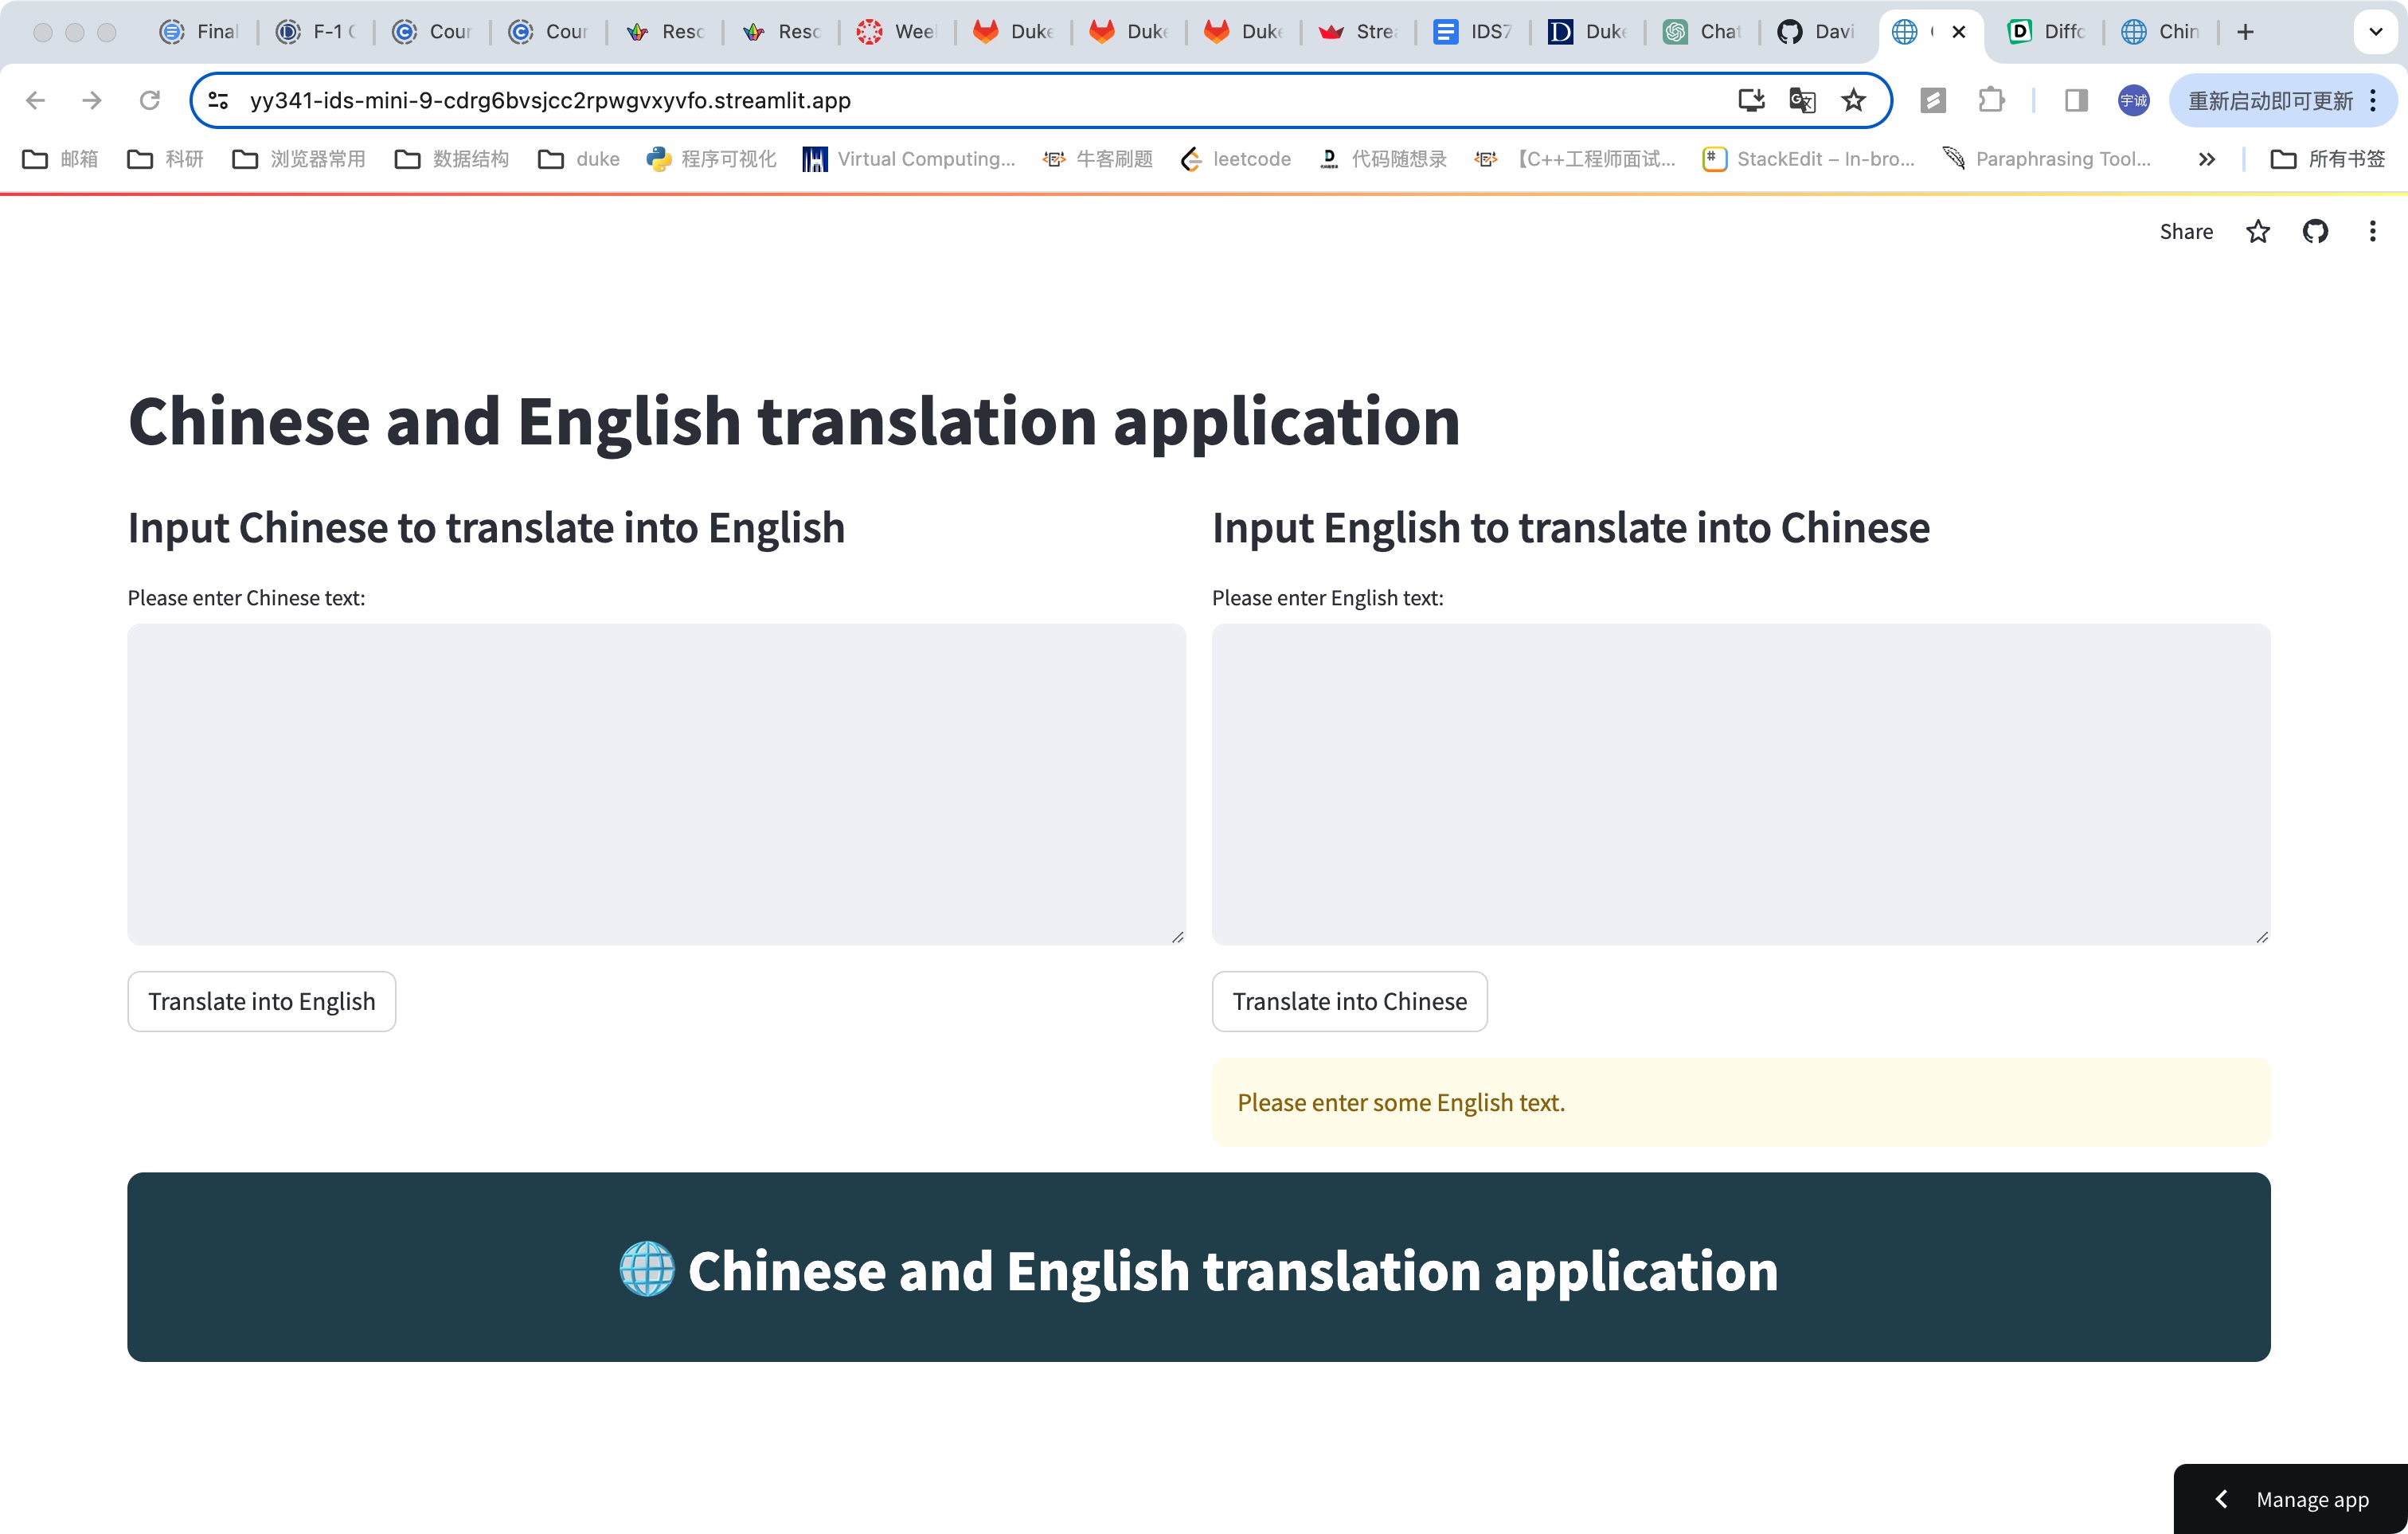 Final
F-1
Cour
Cour
Reso
Reso
Wee
Duke
Duke
Duke
Strea
IDS7
Duke
Chat
Davi
Diffc
Chin
yy341-ids-mini-9-cdrg6bvsjcc2rpwgvxyvfo.streamlit.app
宇诚
重新启动即可更新
邮箱
科研
浏览器常用
数据结构
duke
程序可视化
Virtual Computing...
牛客刷题
leetcode
代码随想录
【C++工程师面试...
StackEdit – In-bro...
Paraphrasing Tool...
所有书签
Share
Chinese and English translation application
Input Chinese to translate into English
Input English to translate into Chinese
Please enter Chinese text:
Please enter English text:
Translate into English
Translate into Chinese
Please enter some English text.
🌐 Chinese and English translation application
Manage app